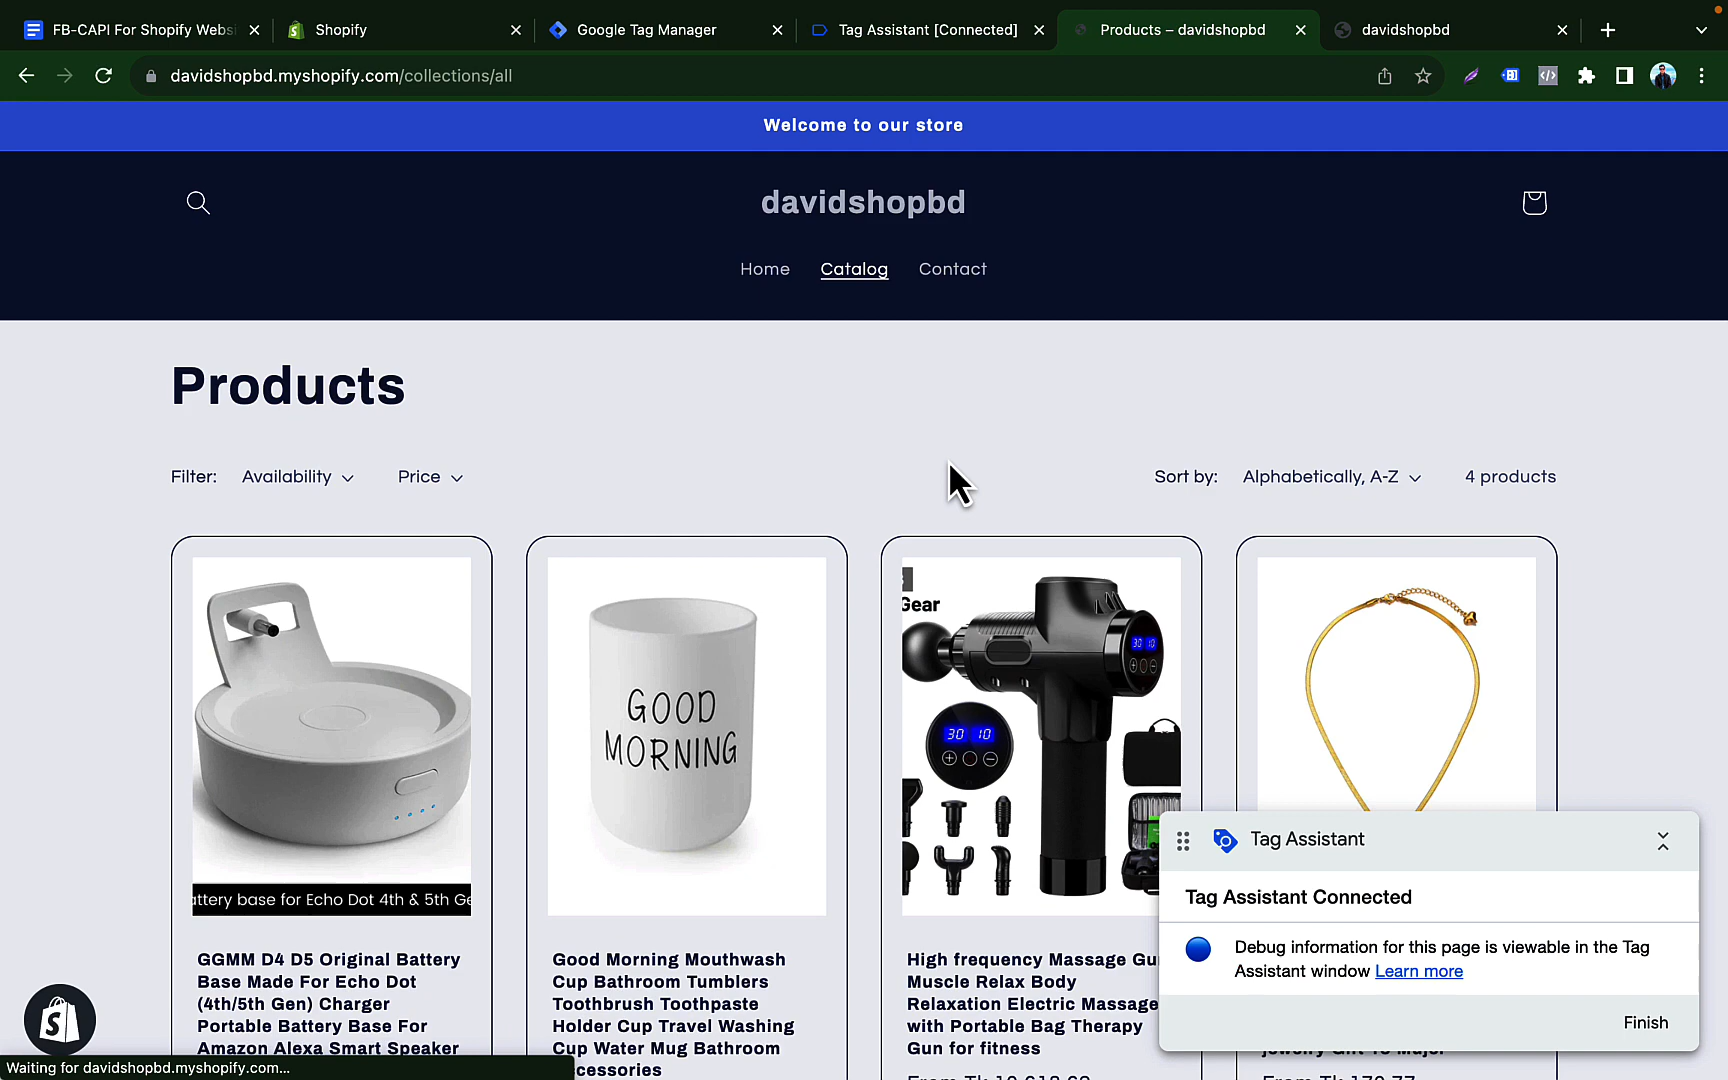 FB-CAPI For Shopify Webs
Shopify
Google Tag Manager
Tag Assistant [Connected]
Products – davidshopbd
davidshopbd
davidshopbd.myshopify.com/collections/all
Welcome to our store
davidshopbd
Home
Catalog
Contact
Products
Filter:
Availability
Price
Sort by:
Alphabetically, A-Z
4 products
Gear
30 10
30 10
GOOD
MORNING
attery base for Echo Dot 4th & 5th Ge
GGMM D4 D5 Original Battery
Base Made For Echo Dot
(4th/5th Gen) Charger
Portable Battery Base For
Amazon Alexa Smart Speaker
Good Morning Mouthwash
Cup Bathroom Tumblers
Toothbrush Toothpaste
Holder Cup Travel Washing
Cup Water Mug Bathroom
Accessories
High frequency Massage Gu
Muscle Relax Body
Relaxation Electric Massage
with Portable Bag Therapy
Gun for fitness
Tag Assistant
Tag Assistant Connected
Debug information for this page is viewable in the Tag
Assistant window Learn more
Finish
Waiting for davidshopbd.myshopify.com...